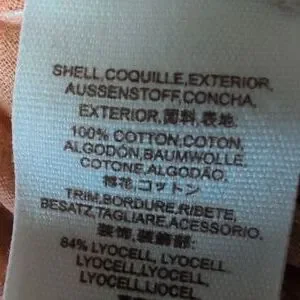 SHELL,COQUILLE,EXTERIOR,
AUSSENSTOFF,CONCHA,
EXTERIOR,面料,表地:
100% COTTON,COTON,
ALGODÓN,BAUMWOLLE,
COTONE,ALGODÃO,
棉花,コットン
TRIM,BORDURE,RIBETE,
BESATZ,TAGLIARE,ACESSORIO,
装饰,装飾部:
84% LYOCELL, LYOCELL,
LYOCELL,LYOCELL,
LYOCELL,LIOCEL,